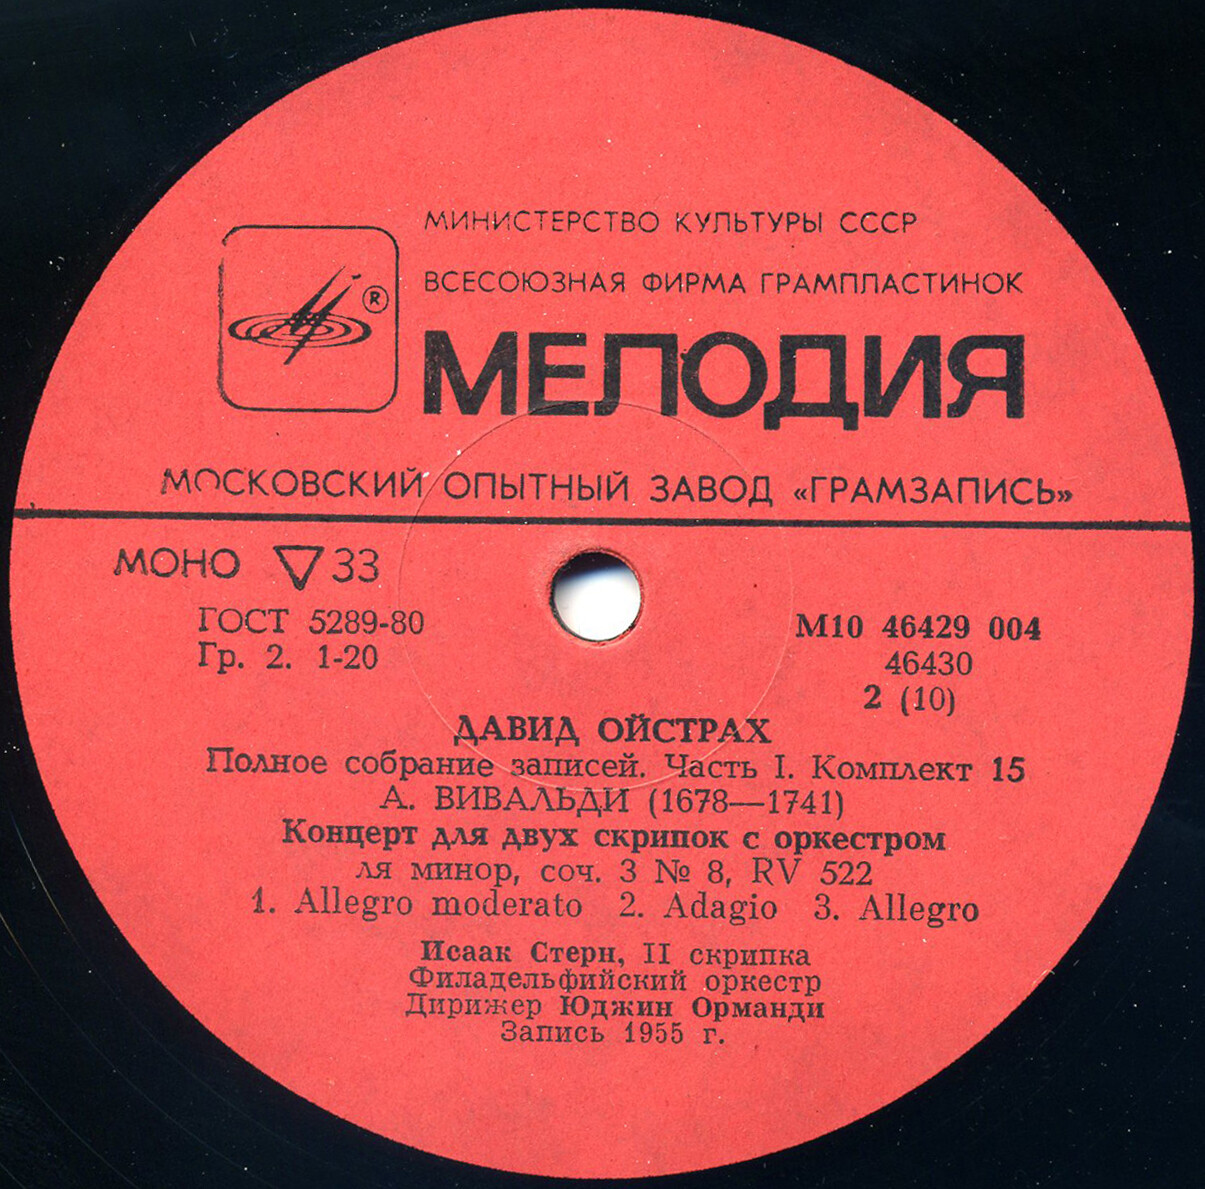 МИНИСТЕРСТВО КУЛЬТУРЫ СССР
ВСЕСОЮЗНАЯ ФИРМА ГРАМПЛАСТИНОК
®
МЕЛОДИЯ
МОСКОВСКИЙ ОПЫТНЫЙ ЗАВОД «ГРАМЗАПИСЬ»
МОНО ▽ 33
ГОСТ 5289-80
Гр. 2. 1-20
М10 46429 004
46430
2 (10)
ДАВИД ОЙСТРАХ
Полное собрание записей. Часть I. Комплект 15
А. ВИВАЛЬДИ (1678—1741)
Концерт для двух скрипок с оркестром
ля минор, соч. 3 № 8, RV 522
1. Allegro moderato 2. Adagio 3. Allegro
Исаак Стерн, II скрипка
Филадельфийский оркестр
Дирижер Юджин Орманди
Запись 1955 г.